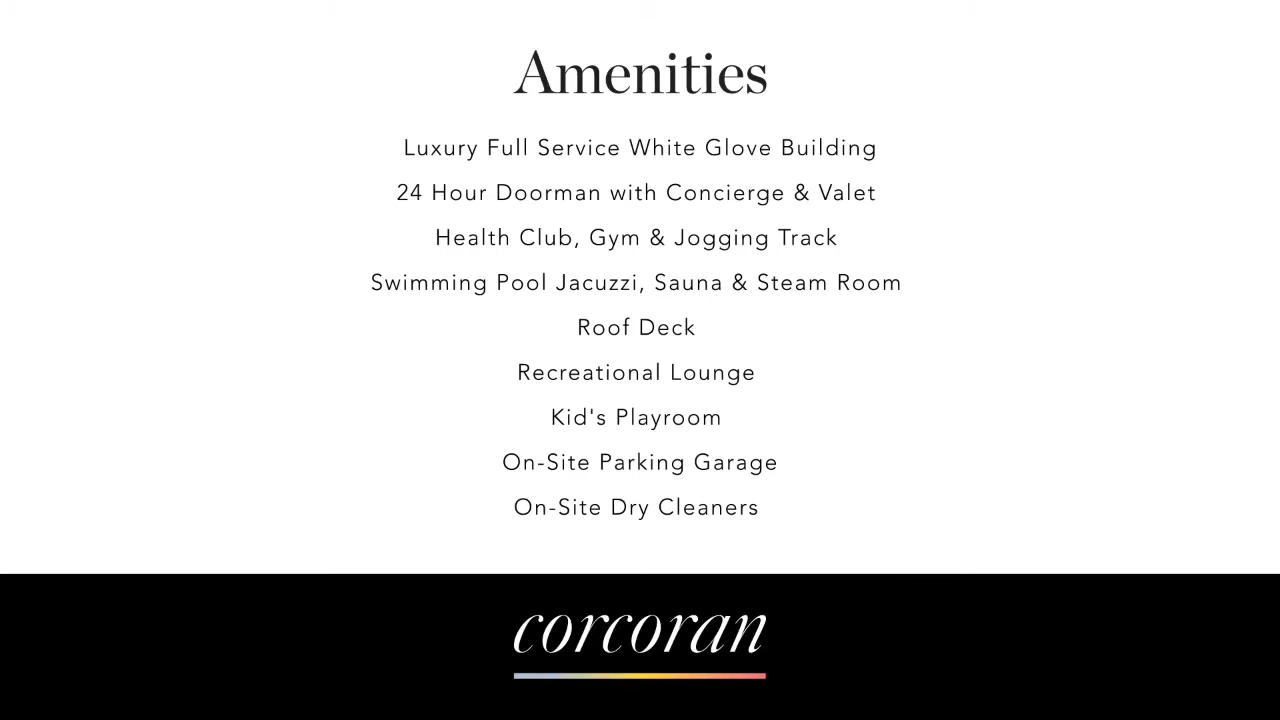 Amenities
Luxury Full Service White Glove Building
24 Hour Doorman with Concierge & Valet
Health Club, Gym & Jogging Track
Swimming Pool Jacuzzi, Sauna & Steam Room
Roof Deck
Recreational Lounge
Kid's Playroom
On-Site Parking Garage
On-Site Dry Cleaners
corcoran